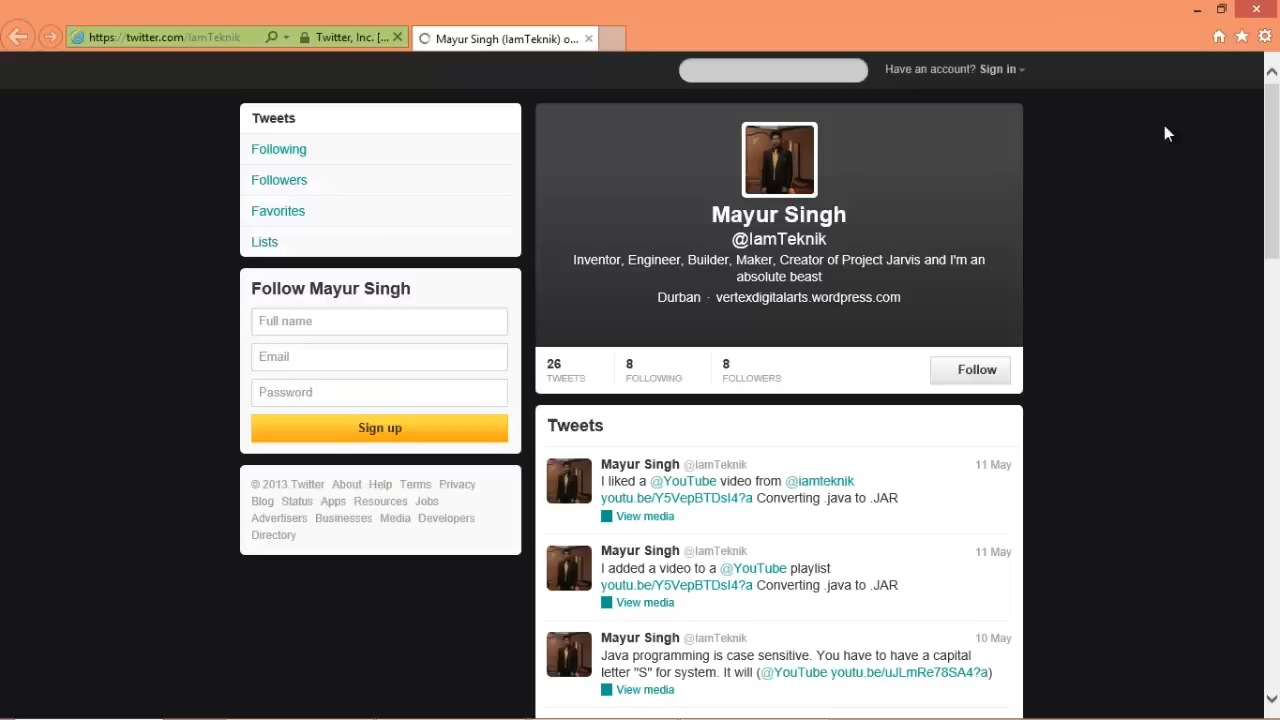 https://twitter.com/IamTeknik
Twitter, Inc. [...
Mayur Singh (IamTeknik) o...
Have an account? Sign in
Tweets
Following
Followers
Favorites
Lists
Follow Mayur Singh
Full name
Email
Password
Sign up
© 2013 Twitter About Help Terms Privacy
Blog Status Apps Resources Jobs
Advertisers Businesses Media Developers
Directory
Mayur Singh
@IamTeknik
Inventor, Engineer, Builder, Maker, Creator of Project Jarvis and I'm an
absolute beast
Durban · vertexdigitalarts.wordpress.com
26
TWEETS
8
FOLLOWING
8
FOLLOWERS
Follow
Tweets
Mayur Singh @IamTeknik 11 May
I liked a @YouTube video from @iamteknik
youtu.be/Y5VepBTDsI4?a Converting .java to .JAR
View media
Mayur Singh @IamTeknik 11 May
I added a video to a @YouTube playlist
youtu.be/Y5VepBTDsI4?a Converting .java to .JAR
View media
Mayur Singh @IamTeknik 10 May
Java programming is case sensitive. You have to have a capital
letter "S" for system. It will (@YouTube youtu.be/uJLmRe78SA4?a)
View media